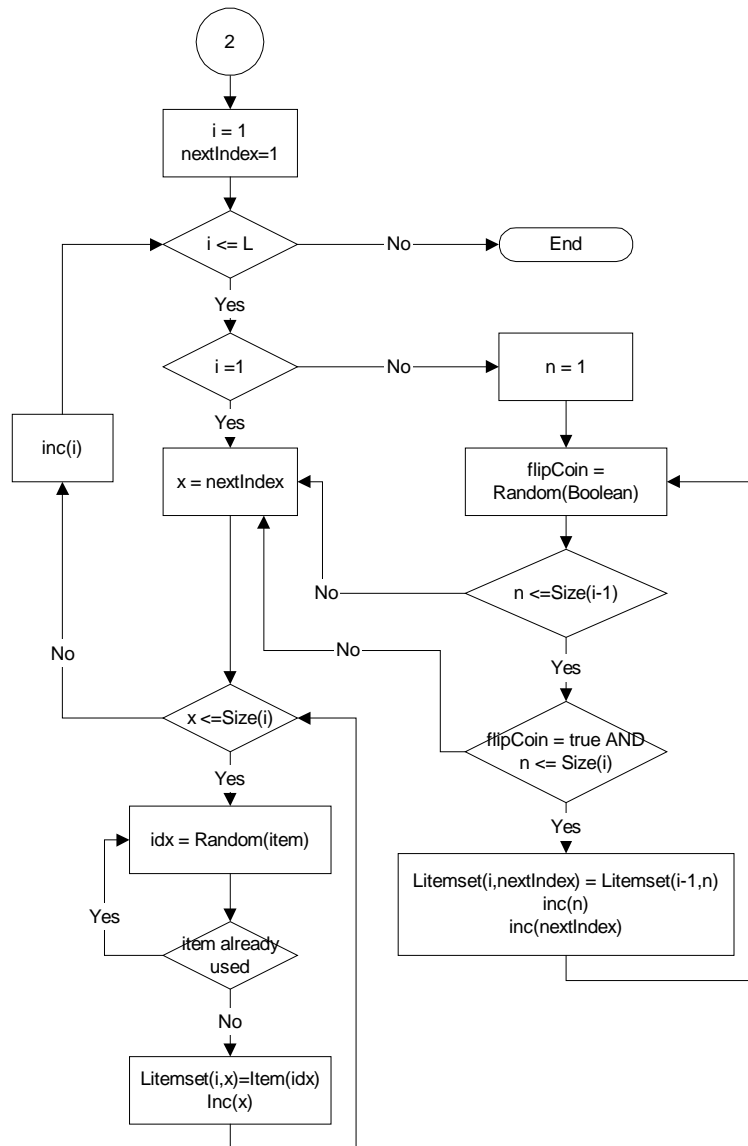 2
i = 1
nextIndex=1
i <= L
No
End
Yes
i =1
No
n = 1
Yes
inc(i)
x = nextIndex
flipCoin =
Random(Boolean)
No
n <=Size(i-1)
No
No
Yes
x <=Size(i)
flipCoin = true AND
n <= Size(i)
Yes
Yes
idx = Random(item)
Litemset(i,nextIndex) = Litemset(i-1,n)
inc(n)
inc(nextIndex)
Yes
item already
used
No
Litemset(i,x)=Item(idx)
Inc(x)